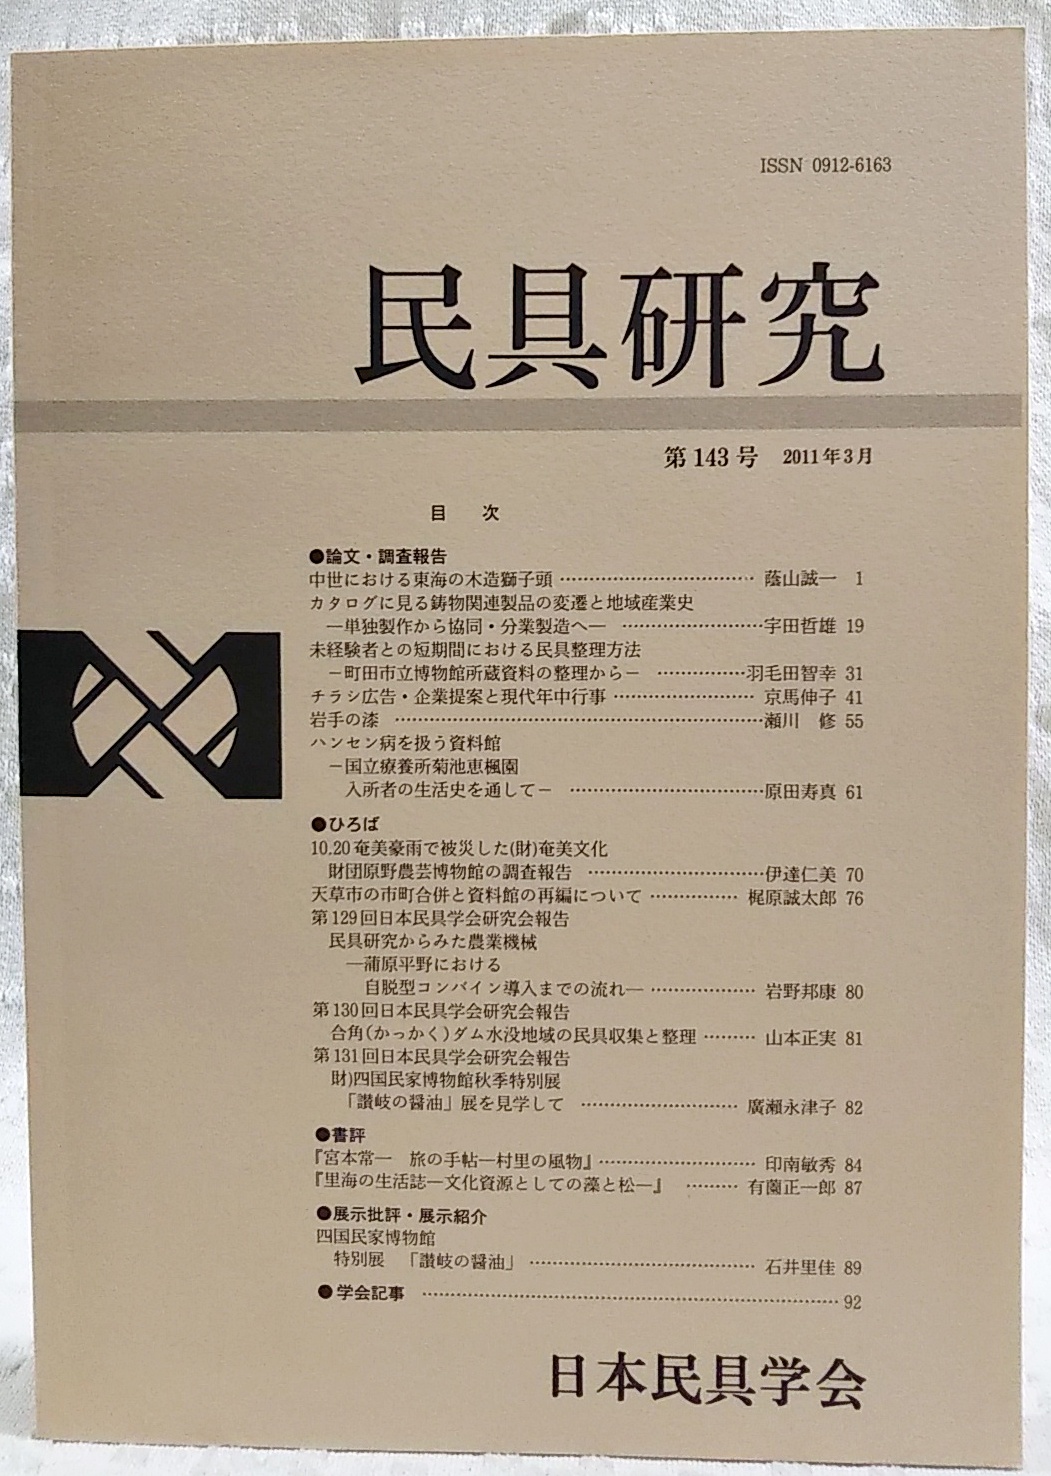 ISSN 0912-6163
民具研究
第143号 2011年3月
目 次
●論文・調査報告
中世における東海の木造獅子頭 …………………………… 蔭山誠一 1
カタログに見る鋳物関連製品の変遷と地域産業史
―単独製作から協同・分業製造へ― ……………………宇田哲雄 19
未経験者との短期間における民具整理方法
－町田市立博物館所蔵資料の整理から－ ……………羽毛田智幸 31
チラシ広告・企業提案と現代年中行事 …………………… 京馬伸子 41
岩手の漆 ………………………………………………………瀬川 修 55
ハンセン病を扱う資料館
－国立療養所菊池恵楓園
入所者の生活史を通して－ ……………………………原田寿真 61
●ひろば
10.20奄美豪雨で被災した(財)奄美文化
財団原野農芸博物館の調査報告 …………………………伊達仁美 70
天草市の市町合併と資料館の再編について …………… 梶原誠太郎 76
第129回日本民具学会研究会報告
民具研究からみた農業機械
―蒲原平野における
自脱型コンバイン導入までの流れ― ……………… 岩野邦康 80
第130回日本民具学会研究会報告
合角(かっかく)ダム水没地域の民具収集と整理 ……… 山本正実 81
第131回日本民具学会研究会報告
財)四国民家博物館秋季特別展
「讃岐の醤油」展を見学して ……………………… 廣瀬永津子 82
●書評
『宮本常一 旅の手帖―村里の風物』……………………… 印南敏秀 84
『里海の生活誌―文化資源としての藻と松―』 ……… 有薗正一郎 87
●展示批評・展示紹介
四国民家博物館
特別展 「讃岐の醤油」 ………………………………… 石井里佳 89
●学会記事 ……………………………………………………………… 92
日本民具学会